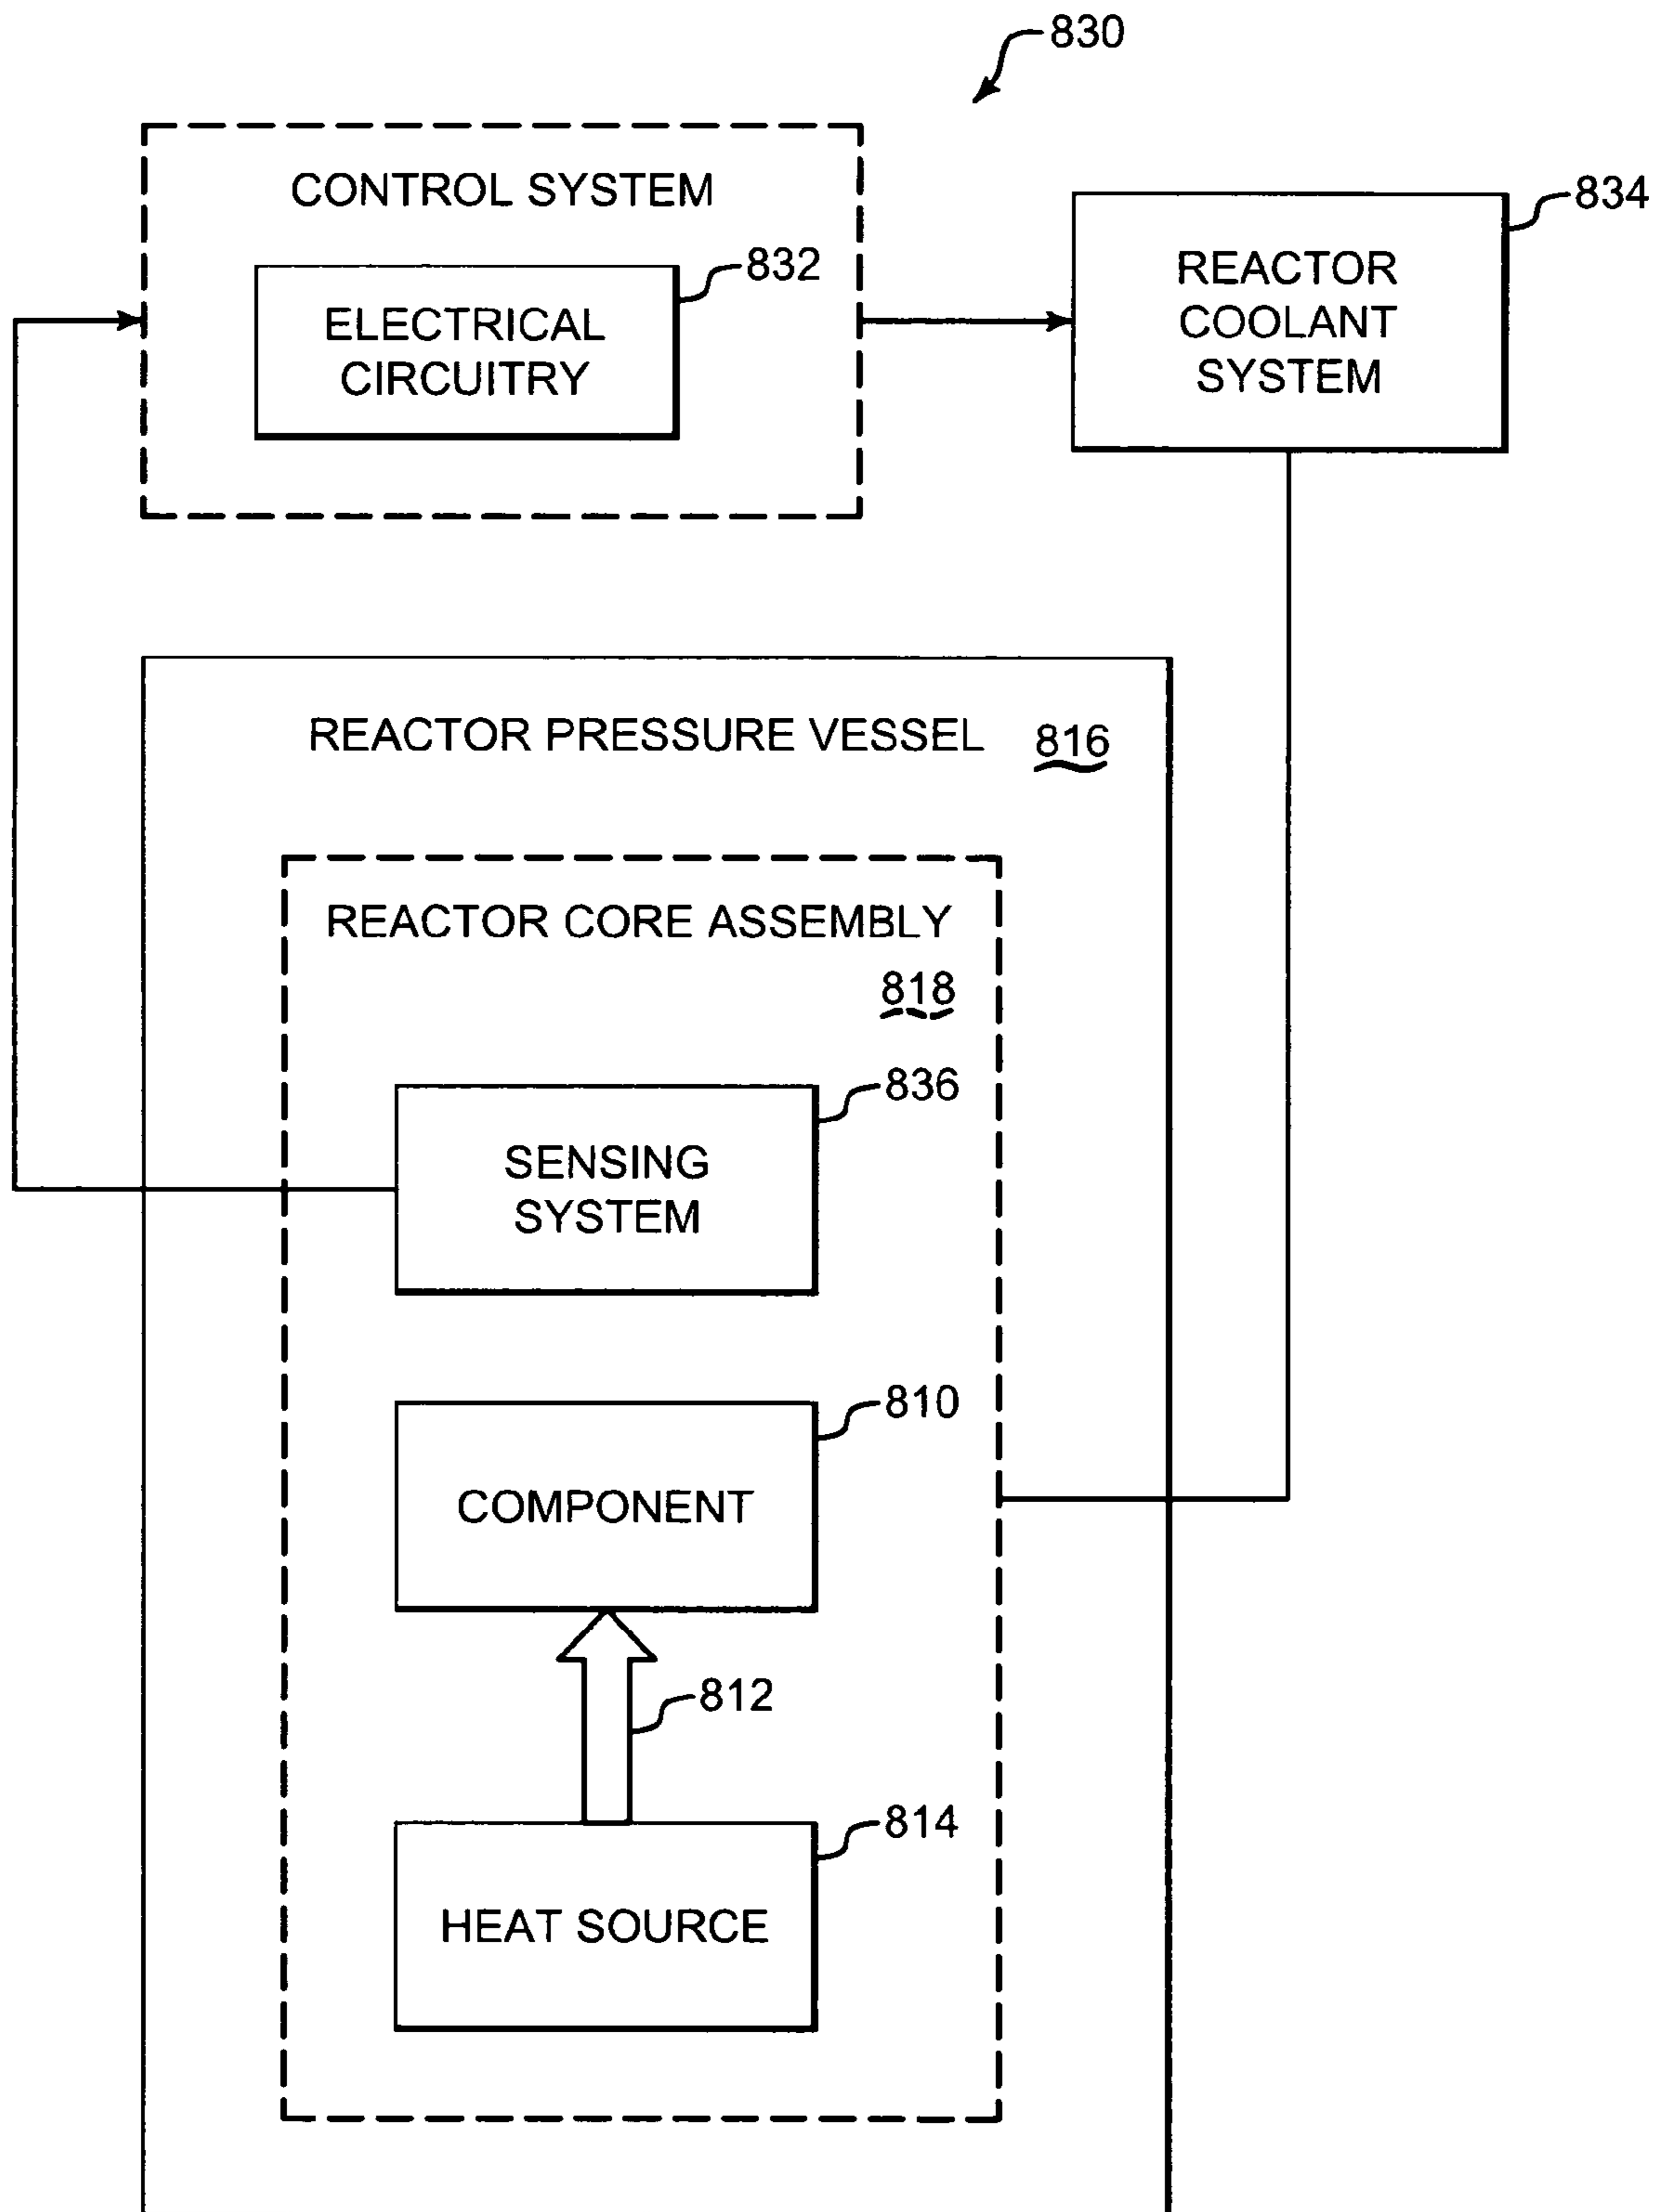 830
CONTROL SYSTEM
834
832
ELECTRICAL
CIRCUITRY
REACTOR
COOLANT
SYSTEM
REACTOR PRESSURE VESSEL 816
REACTOR CORE ASSEMBLY
818
836
SENSING
SYSTEM
810
COMPONENT
812
814
HEAT SOURCE